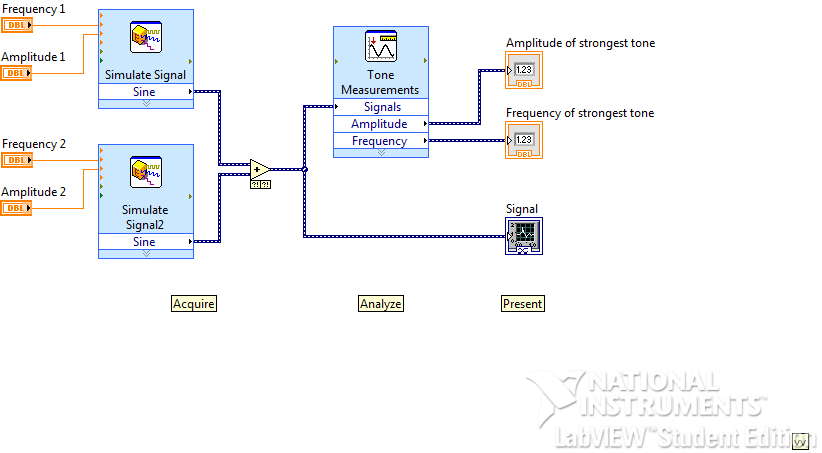 Frequency 1
DBL
Amplitude 1
DBL
Simulate Signal
Sine
Frequency 2
DBL
Amplitude 2
DBL
Simulate
Signal2
Sine
+
?! ?!
Tone
Measurements
Signals
Amplitude
Frequency
Amplitude of strongest tone
1.23
DBL
Frequency of strongest tone
1.23
DBL
Signal
Acquire
Analyze
Present
NATIONAL
INSTRUMENTS™
LabVIEW™ Student Edition